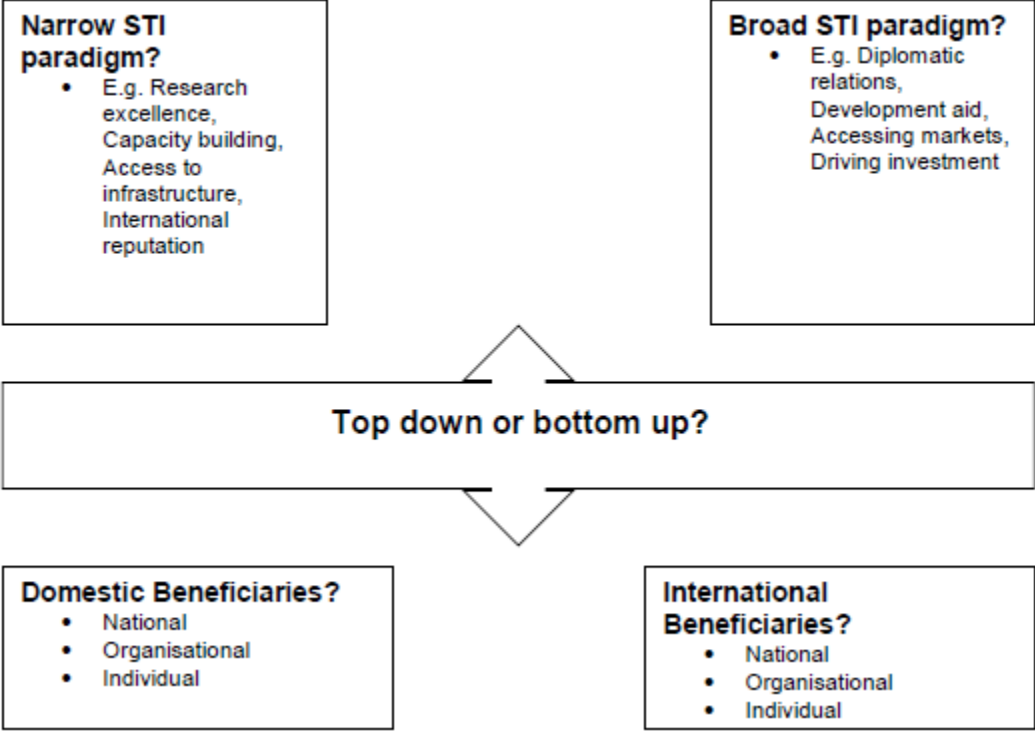 Narrow STI
paradigm?
• E.g. Research
excellence,
Capacity building,
Access to
infrastructure,
International
reputation
Broad STI paradigm?
• E.g. Diplomatic
relations,
Development aid,
Accessing markets,
Driving investment
Top down or bottom up?
Domestic Beneficiaries?
• National
• Organisational
• Individual
International
Beneficiaries?
• National
• Organisational
• Individual